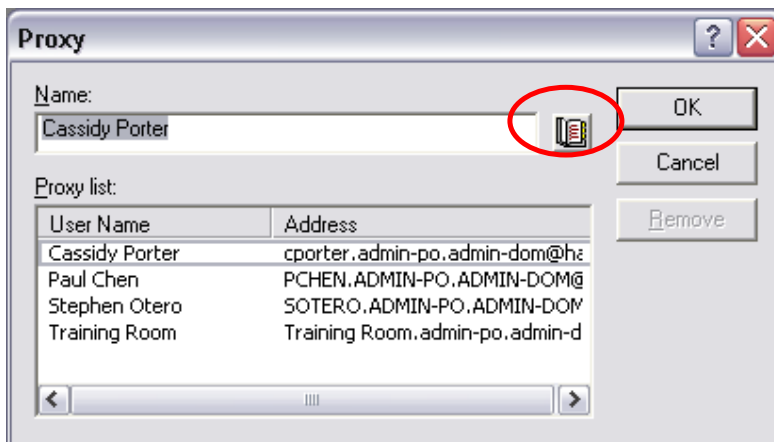 Proxy
Name:
Cassidy Porter
OK
Cancel
Proxy list:
Remove
User Name Address
Cassidy Porter cporter.admin-po.admin-dom@ha
Paul Chen PCHEN.ADMIN-PO.ADMIN-DOM@
Stephen Otero SOTERO.ADMIN-PO.ADMIN-DOM
Training Room Training Room.admin-po.admin-d